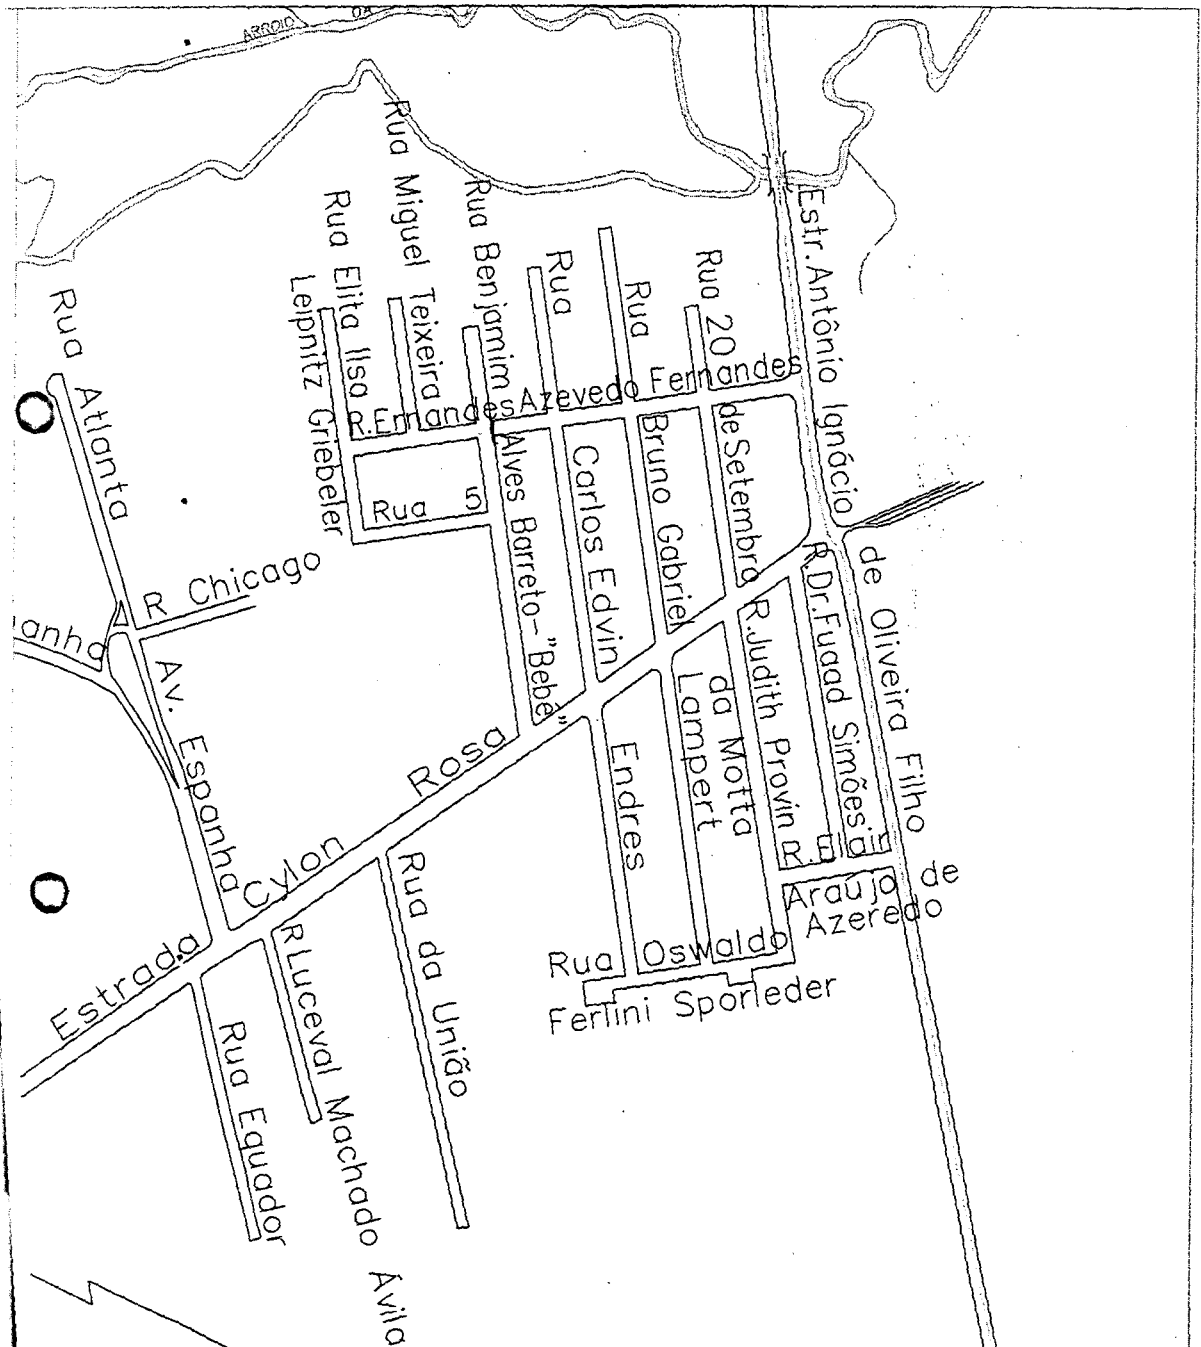 ARROIO
DA
Rua Miguel Teixeira
Rua Benjamim
Alves Barreto-"Bebê"
Rua Elita Ilsa
Leipnitz Griebeler
Rua
Carlos Edvin
Endres
Rua
Bruno Gabriel
Lampert
Rua 20
de Setembro
Estr. Antônio Ignácio
de Oliveira Filho
R.Ernandes Azevedo Fernandes
Rua 5
Rua Atlanta
R Chicago
anha
Av. Espanha
R.Judith Provin
da Motta
R.Dr.Fuaad Simões
R.Elair
Araujo de
Azeredo
Rua Oswaldo
Ferlini Sporleder
Estrada Cylon Rosa
Rua da União
R Luceval Machado Ávila
Rua Equador